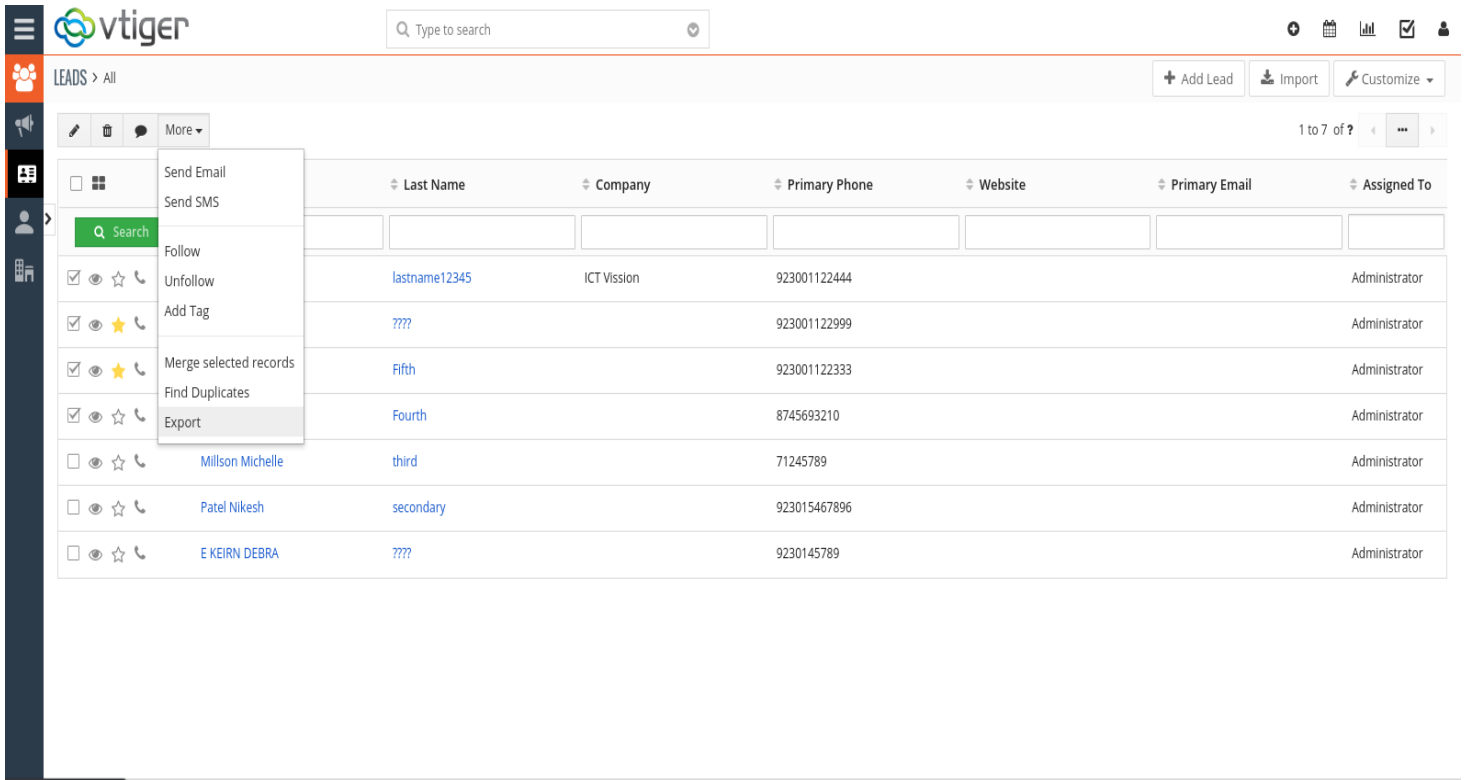 vtiger
Type to search
LEADS > All
Add Lead
Import
Customize
More
1 to 7 of ?
Send Email
Send SMS
Follow
Unfollow
Add Tag
Merge selected records
Find Duplicates
Export
Last Name Company Primary Phone Website Primary Email Assigned To
Search
lastname12345 ICT Vission 923001122444 Administrator
???? 923001122999 Administrator
Fifth 923001122333 Administrator
Fourth 8745693210 Administrator
Millson Michelle third 71245789 Administrator
Patel Nikesh secondary 923015467896 Administrator
E KEIRN DEBRA ???? 9230145789 Administrator